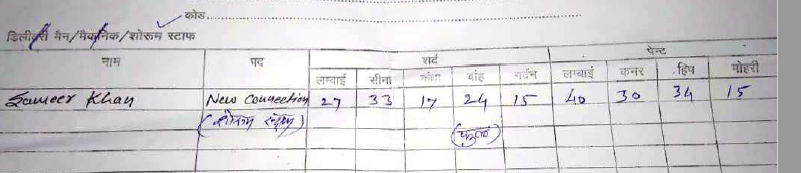 कोड
डिलीवरी मैन/मैकेनिक/शोरूम स्टाफ
नाम पद शर्ट पेन्ट
लम्बाई सीना कंधा बांह गर्दन लम्बाई कमर हिप मोहरी
Sameer Khan New Connection 27 33 17 24 15 40 30 34 15
(शोरूम स्टाफ) (फुल)